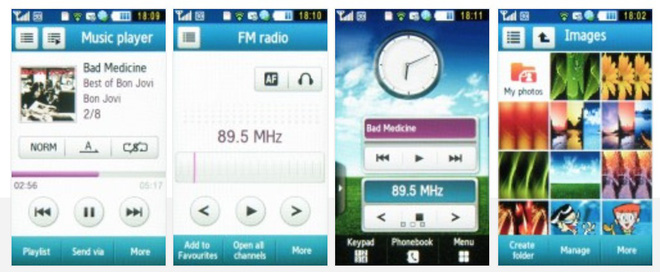 18:09
Music player
Bad Medicine
Best of Bon Jovi
Bon Jovi
2/8
NORM
A
02:56
05:17
Playlist
Send via
More
18:10
FM radio
AF
89.5 MHz
Add to
Favourites
Open all
channels
More
18:11
Bad Medicine
89.5 MHz
Keypad
Phonebook
Menu
18:02
Images
My photos
Create
folder
Manage
More